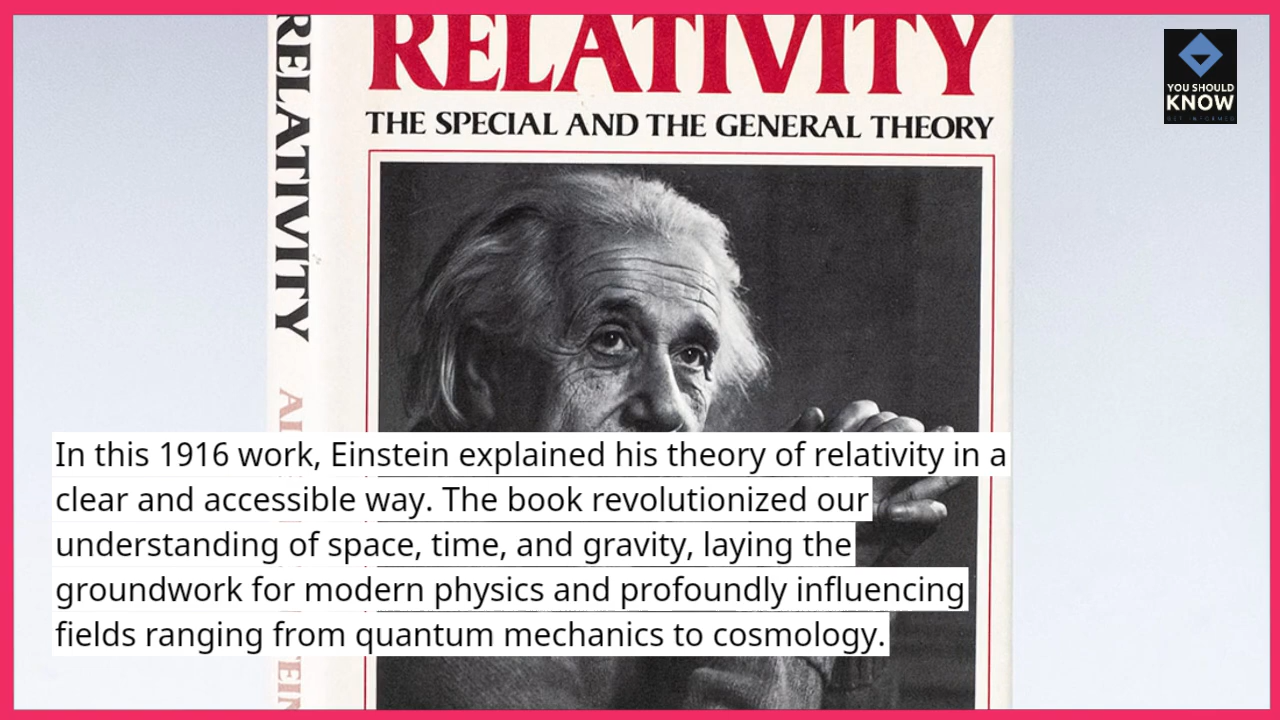 RELATIVITY
THE SPECIAL AND THE GENERAL THEORY
RELATIVITY
YOU SHOULD
KNOW
GET INFORMED
In this 1916 work, Einstein explained his theory of relativity in a
clear and accessible way. The book revolutionized our
understanding of space, time, and gravity, laying the
groundwork for modern physics and profoundly influencing
fields ranging from quantum mechanics to cosmology.